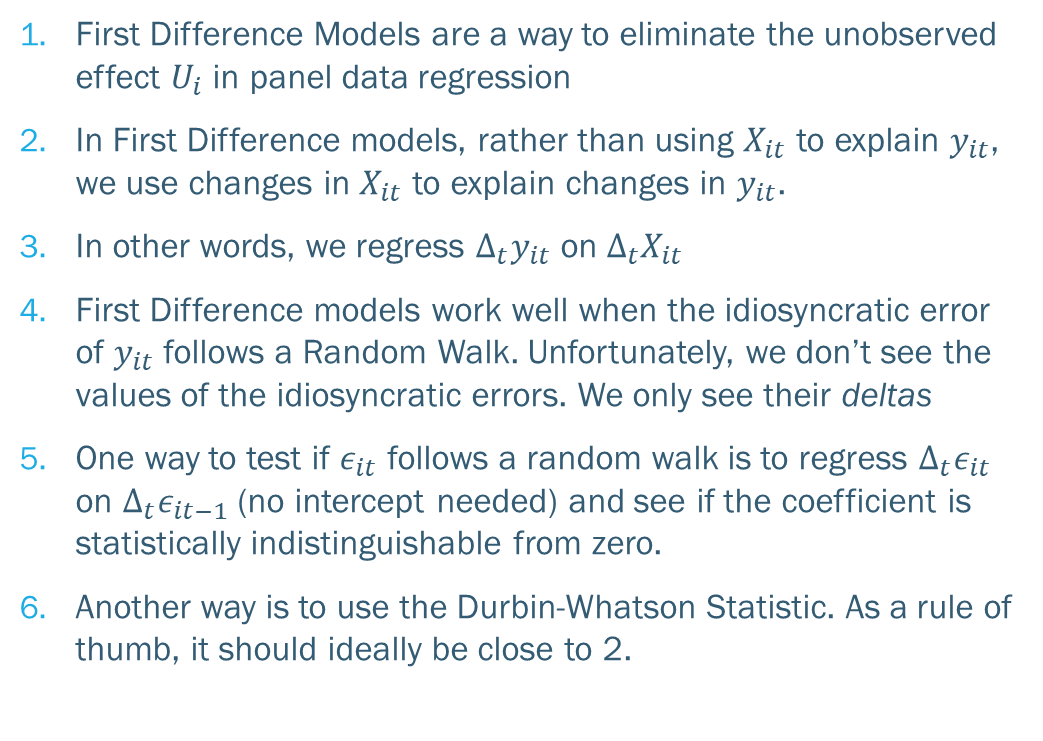 1. First Difference Models are a way to eliminate the unobserved
effect 𝑈ᵢ in panel data regression
2. In First Difference models, rather than using 𝑋ᵢₜ to explain 𝑦ᵢₜ,
we use changes in 𝑋ᵢₜ to explain changes in 𝑦ᵢₜ.
3. In other words, we regress Δₜ𝑦ᵢₜ on Δₜ𝑋ᵢₜ
4. First Difference models work well when the idiosyncratic error
of 𝑦ᵢₜ follows a Random Walk. Unfortunately, we don’t see the
values of the idiosyncratic errors. We only see their deltas
5. One way to test if 𝜖ᵢₜ follows a random walk is to regress Δₜ𝜖ᵢₜ
on Δₜ𝜖ᵢₜ₋₁ (no intercept needed) and see if the coefficient is
statistically indistinguishable from zero.
6. Another way is to use the Durbin-Whatson Statistic. As a rule of
thumb, it should ideally be close to 2.